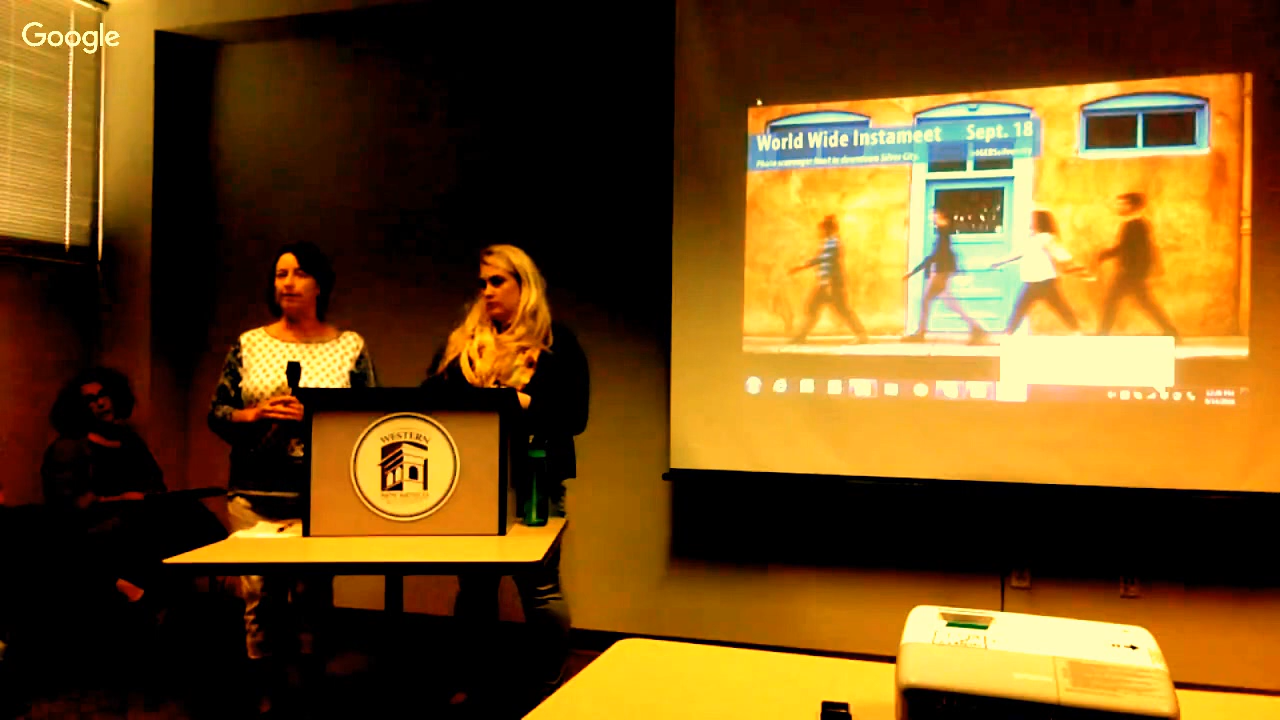 Google
World Wide Instameet Sept. 18
Photo scavenger hunt in downtown Silver City.
WESTERN
NEW MEXICO